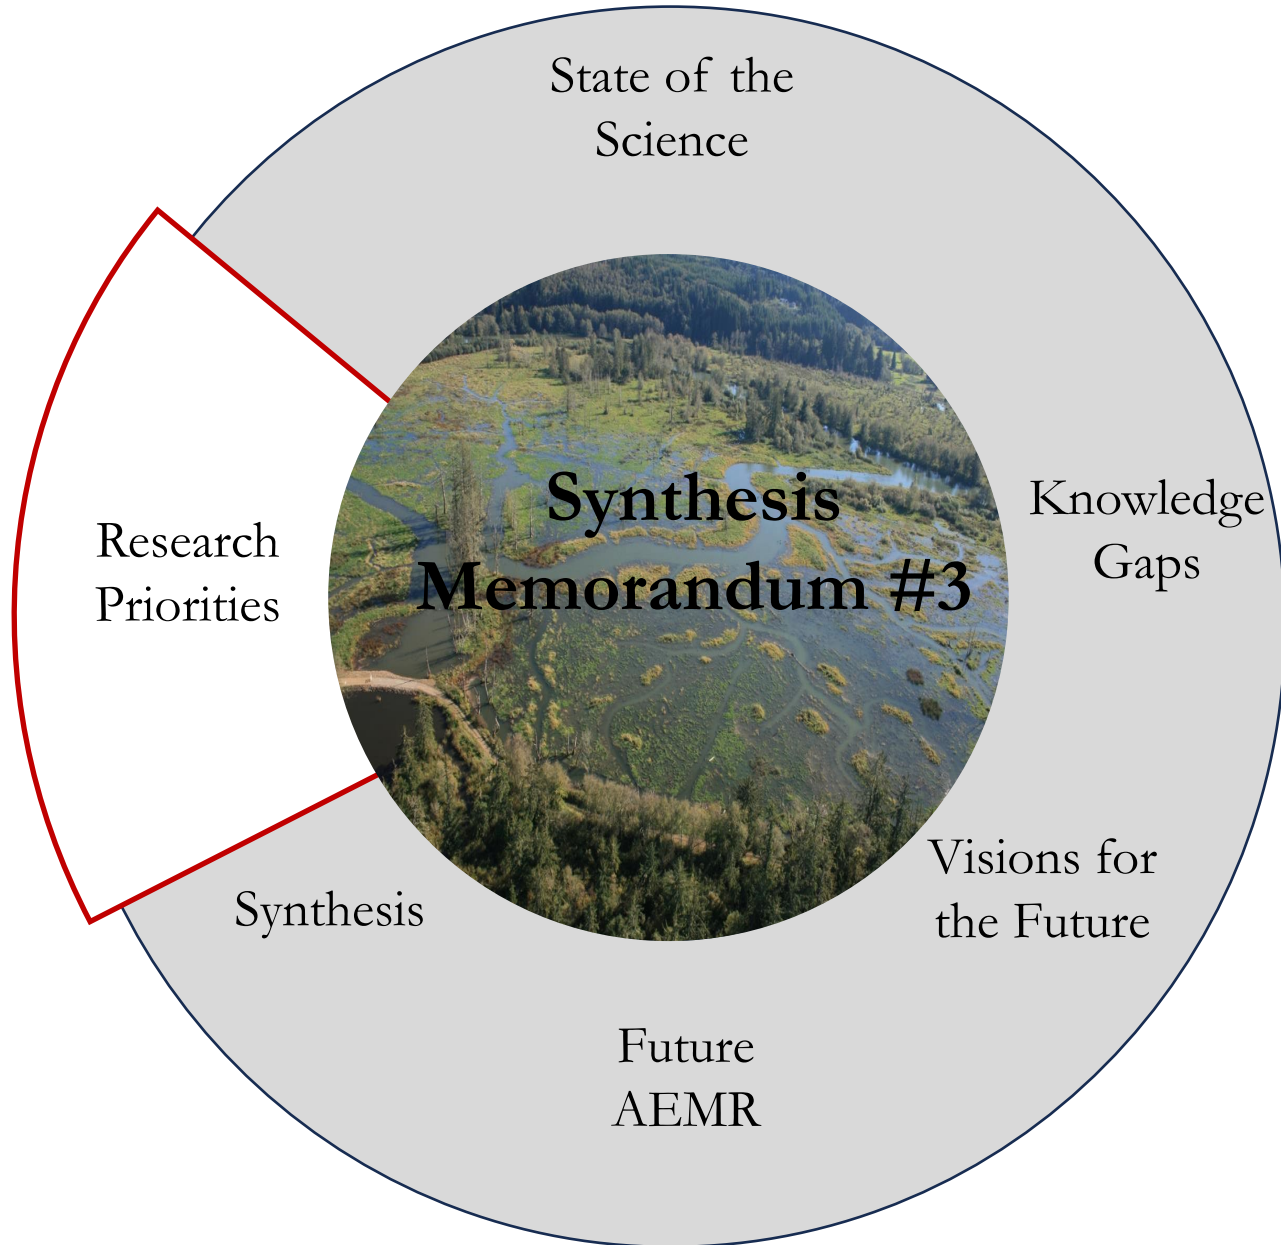 State of the
Science
Knowledge
Gaps
Visions for
the Future
Future
AEMR
Synthesis
Research
Priorities
Synthesis
Memorandum #3